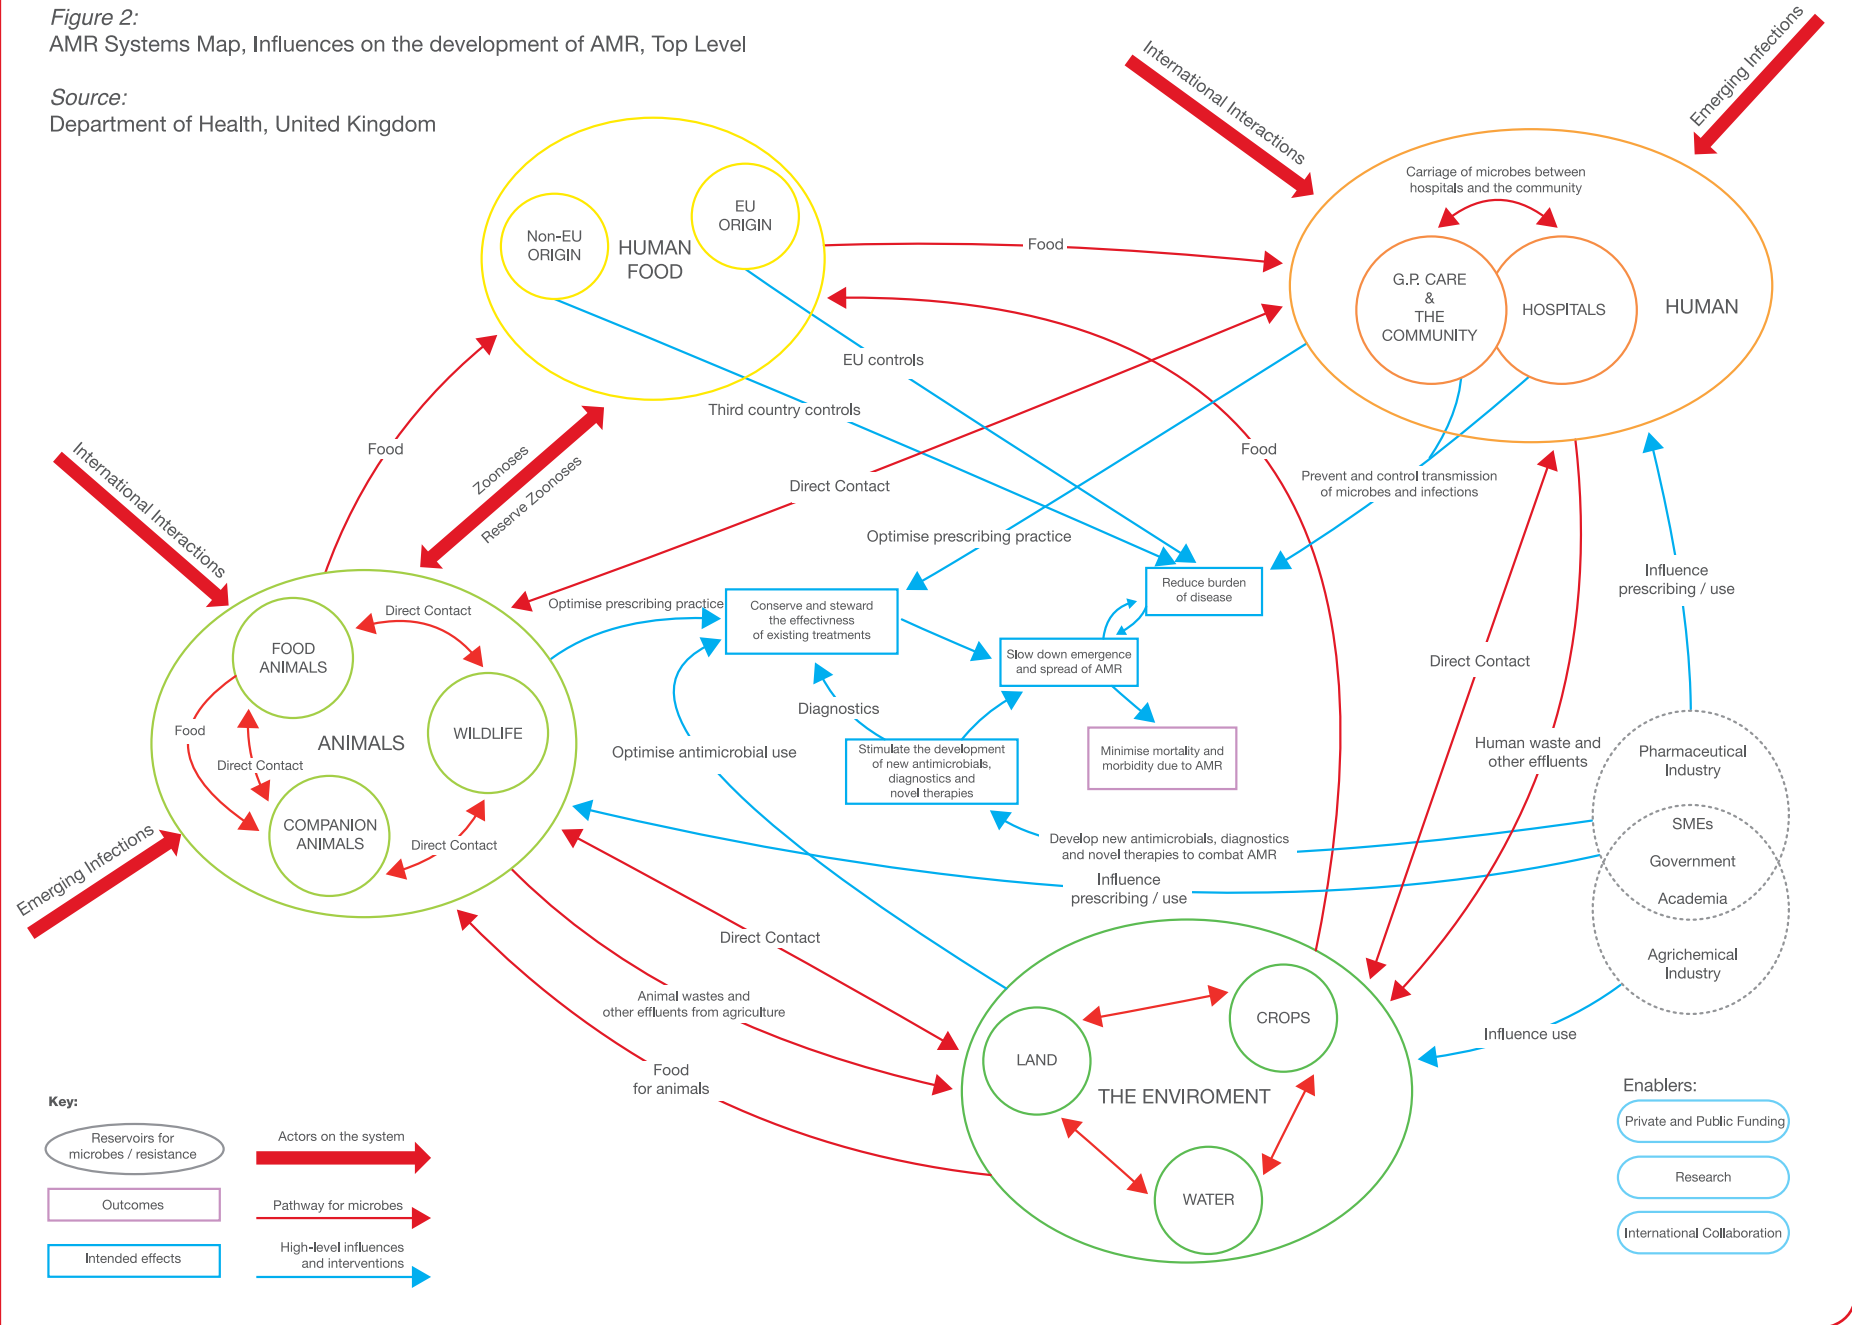 Figure 2:
AMR Systems Map, Influences on the development of AMR, Top Level
Source:
Department of Health, United Kingdom
International Interactions
Emerging Infections
Carriage of microbes between
hospitals and the community
G.P. CARE
&
THE
COMMUNITY
HOSPITALS
HUMAN
Non-EU
ORIGIN
HUMAN
FOOD
EU
ORIGIN
Food
EU controls
Third country controls
Food
Zoonoses
Reserve Zoonoses
Direct Contact
Food
Prevent and control transmission
of microbes and infections
International Interactions
Optimise prescribing practice
Optimise prescribing practice
Reduce burden
of disease
Conserve and steward
the effectivness
of existing treatments
Slow down emergence
and spread of AMR
Influence
prescribing / use
Direct Contact
FOOD
ANIMALS
Direct Contact
WILDLIFE
Food
ANIMALS
Direct Contact
COMPANION
ANIMALS
Direct Contact
Emerging Infections
Diagnostics
Optimise antimicrobial use
Stimulate the development
of new antimicrobials,
diagnostics and
novel therapies
Minimise mortality and
morbidity due to AMR
Direct Contact
Human waste and
other effluents
Pharmaceutical
Industry
SMEs
Government
Academia
Agrichemical
Industry
Develop new antimicrobials, diagnostics
and novel therapies to combat AMR
Influence
prescribing / use
Animal wastes and
other effluents from agriculture
Food
for animals
LAND
CROPS
THE ENVIROMENT
WATER
Influence use
Key:
Reservoirs for
microbes / resistance
Outcomes
Intended effects
Actors on the system
Pathway for microbes
High-level influences
and interventions
Enablers:
Private and Public Funding
Research
International Collaboration